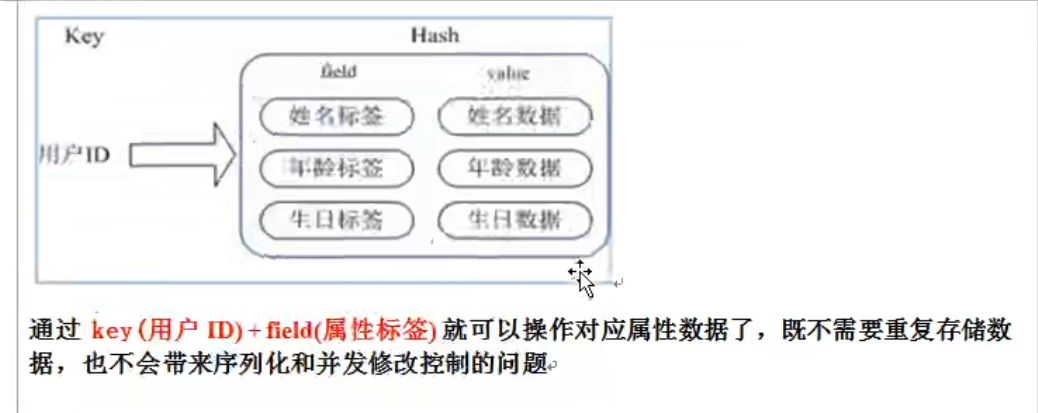 Key Hash
field value
姓名标签 姓名数据
用户ID
年龄标签 年龄数据
生日标签 生日数据
通过 key(用户 ID)+field(属性标签)就可以操作对应属性数据了，既不需要重复存储数
据，也不会带来序列化和并发修改控制的问题